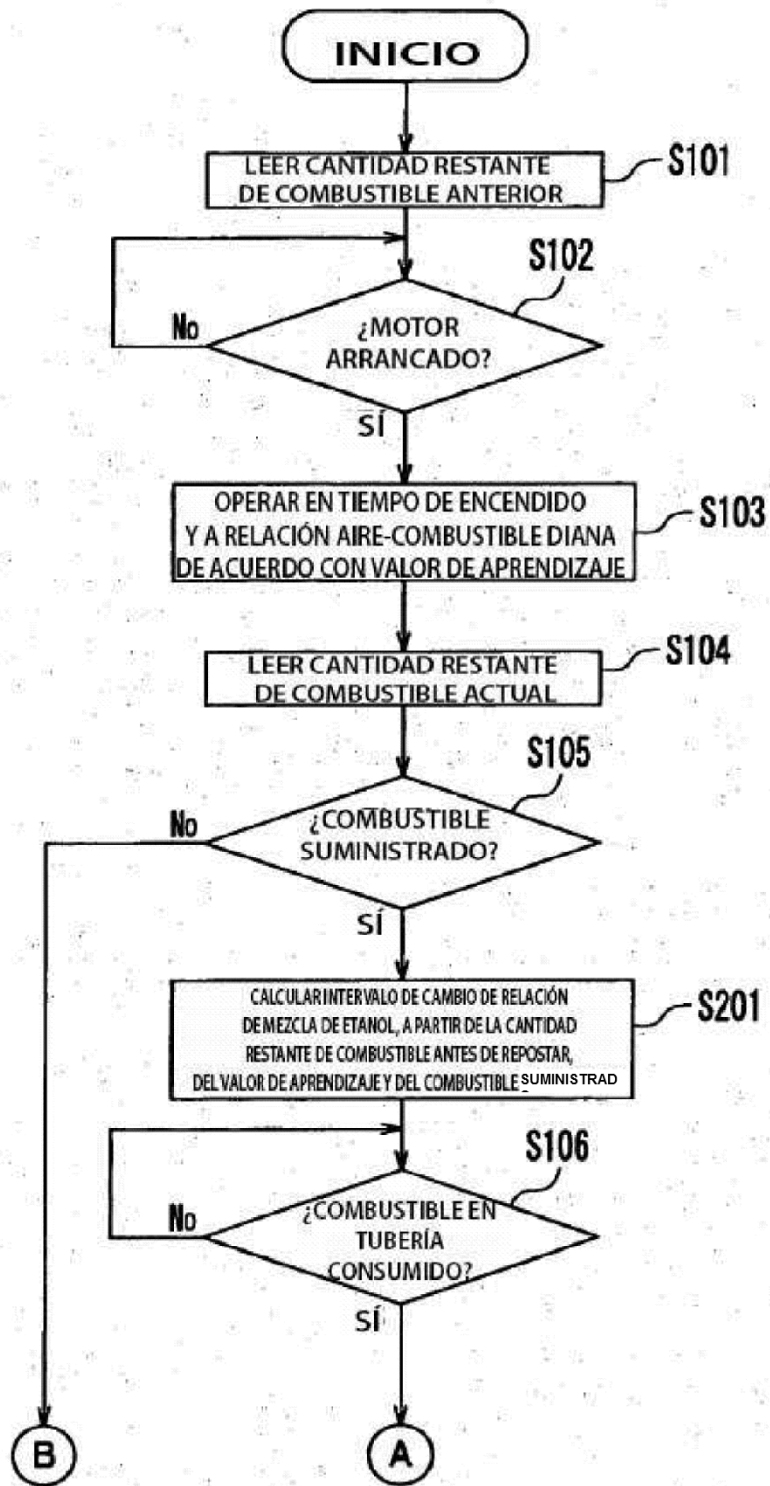 INICIO
LEER CANTIDAD RESTANTE
DE COMBUSTIBLE ANTERIOR
S101
S102
No
¿MOTOR
ARRANCADO?
SÍ
OPERAR EN TIEMPO DE ENCENDIDO
Y A RELACIÓN AIRE-COMBUSTIBLE DIANA
DE ACUERDO CON VALOR DE APRENDIZAJE
S103
LEER CANTIDAD RESTANTE
DE COMBUSTIBLE ACTUAL
S104
S105
No
¿COMBUSTIBLE
SUMINISTRADO?
SÍ
CALCULAR INTERVALO DE CAMBIO DE RELACIÓN
DE MEZCLA DE ETANOL, A PARTIR DE LA CANTIDAD
RESTANTE DE COMBUSTIBLE ANTES DE REPOSTAR,
DEL VALOR DE APRENDIZAJE Y DEL COMBUSTIBLE SUMINISTRAD
S201
S106
No
¿COMBUSTIBLE EN
TUBERÍA
CONSUMIDO?
SÍ
B
A